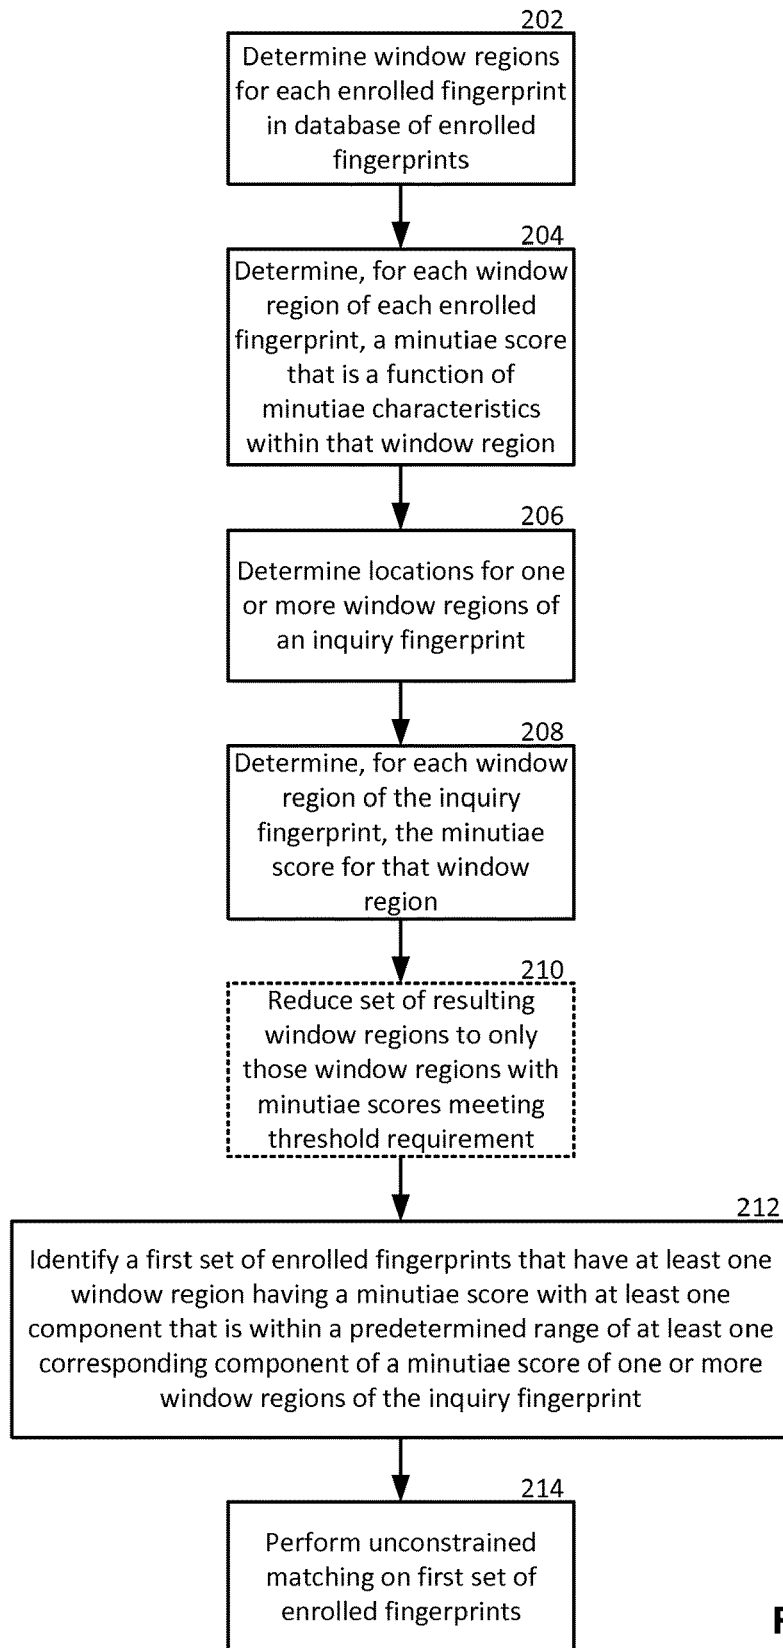 202
Determine window regions
for each enrolled fingerprint
in database of enrolled
fingerprints
204
Determine, for each window
region of each enrolled
fingerprint, a minutiae score
that is a function of
minutiae characteristics
within that window region
206
Determine locations for one
or more window regions of
an inquiry fingerprint
208
Determine, for each window
region of the inquiry
fingerprint, the minutiae
score for that window
region
210
Reduce set of resulting
window regions to only
those window regions with
minutiae scores meeting
threshold requirement
212
Identify a first set of enrolled fingerprints that have at least one
window region having a minutiae score with at least one
component that is within a predetermined range of at least one
corresponding component of a minutiae score of one or more
window regions of the inquiry fingerprint
214
Perform unconstrained
matching on first set of
enrolled fingerprints